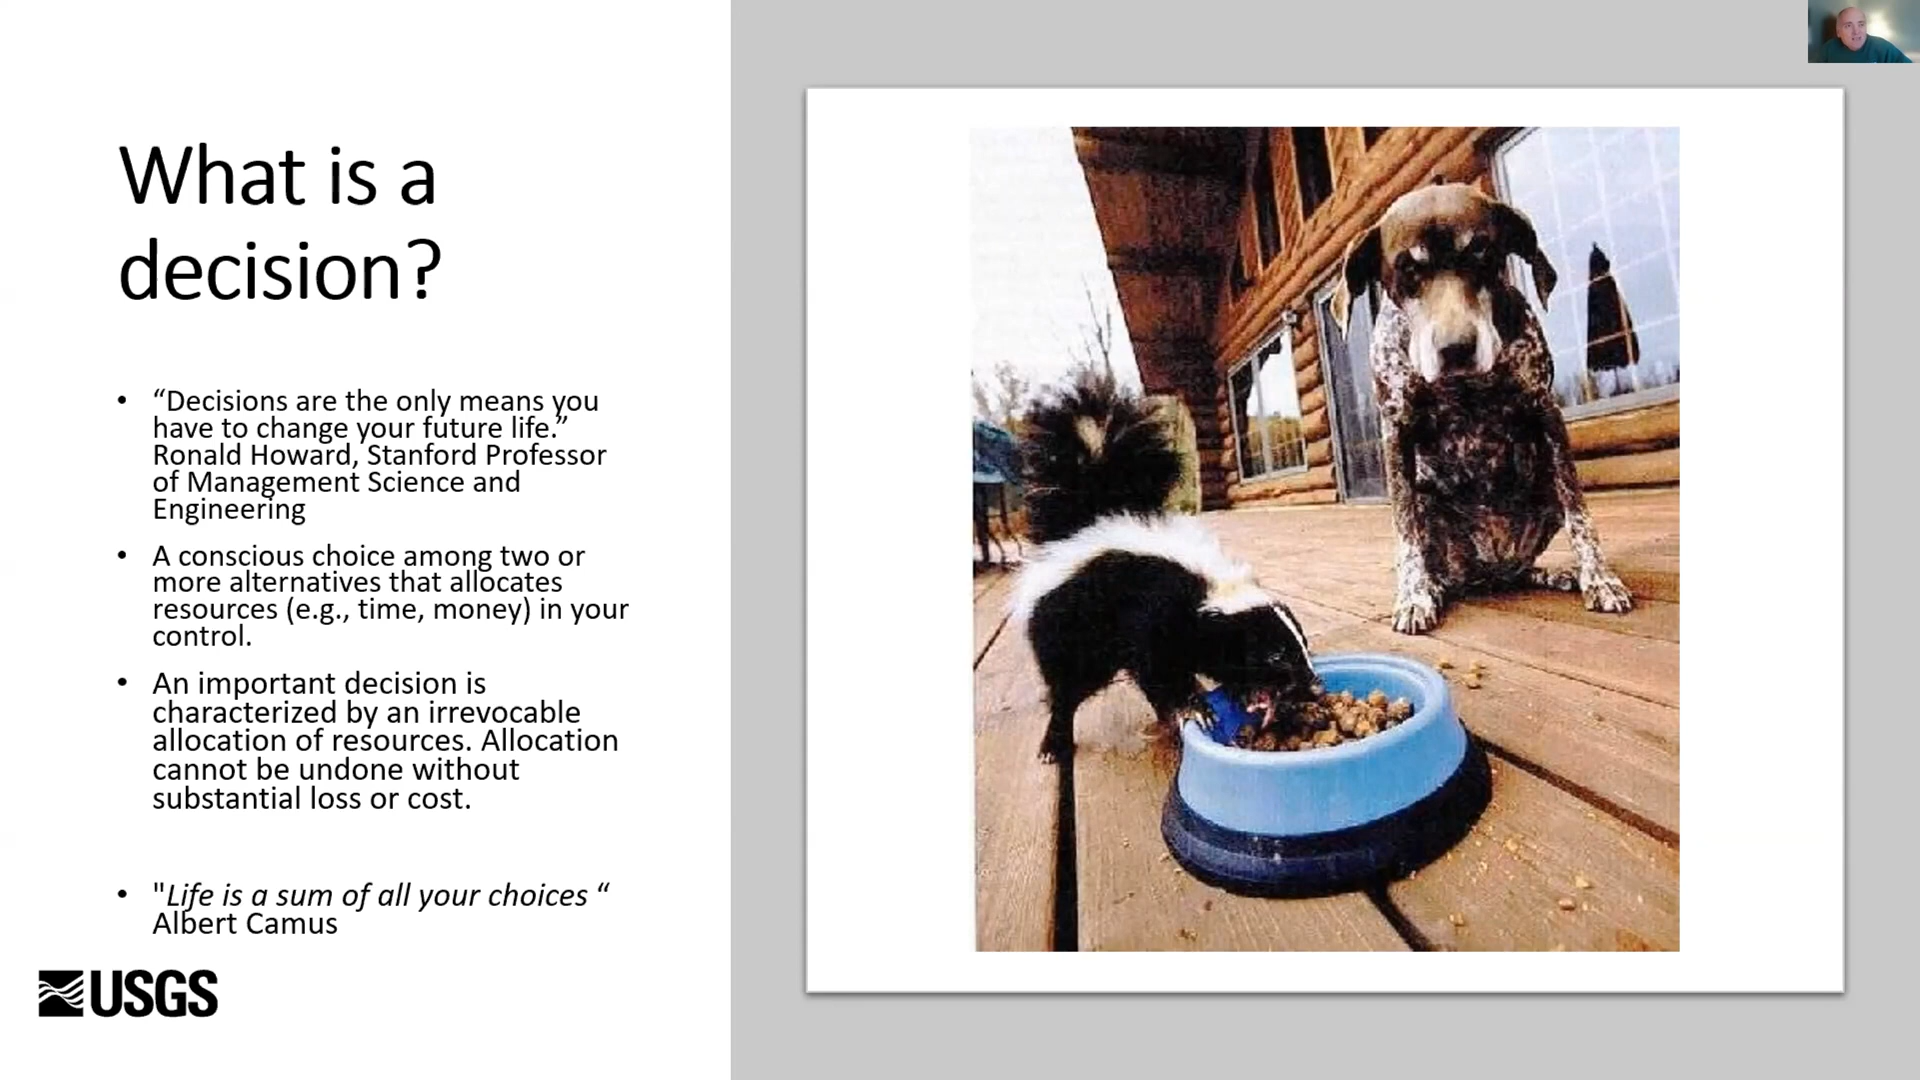 What is a
decision?
• “Decisions are the only means you
have to change your future life.”
Ronald Howard, Stanford Professor
of Management Science and
Engineering
• A conscious choice among two or
more alternatives that allocates
resources (e.g., time, money) in your
control.
• An important decision is
characterized by an irrevocable
allocation of resources. Allocation
cannot be undone without
substantial loss or cost.
• "Life is a sum of all your choices “
Albert Camus
USGS